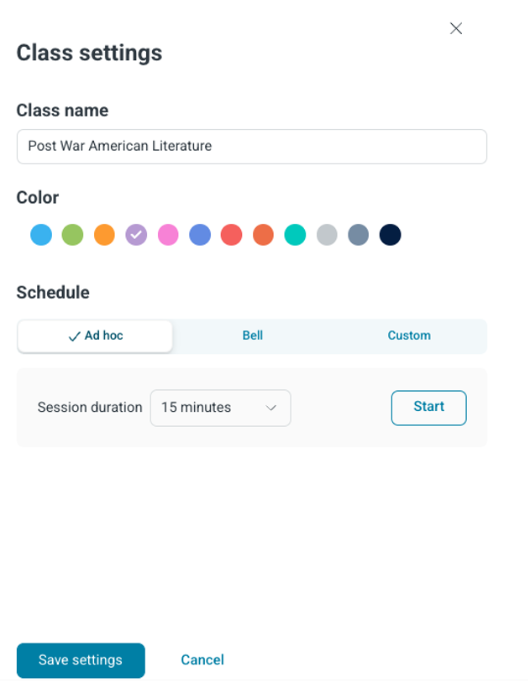 Class settings
Class name
Post War American Literature
Color
Schedule
Ad hoc Bell Custom
Session duration 15 minutes Start
Save settings Cancel